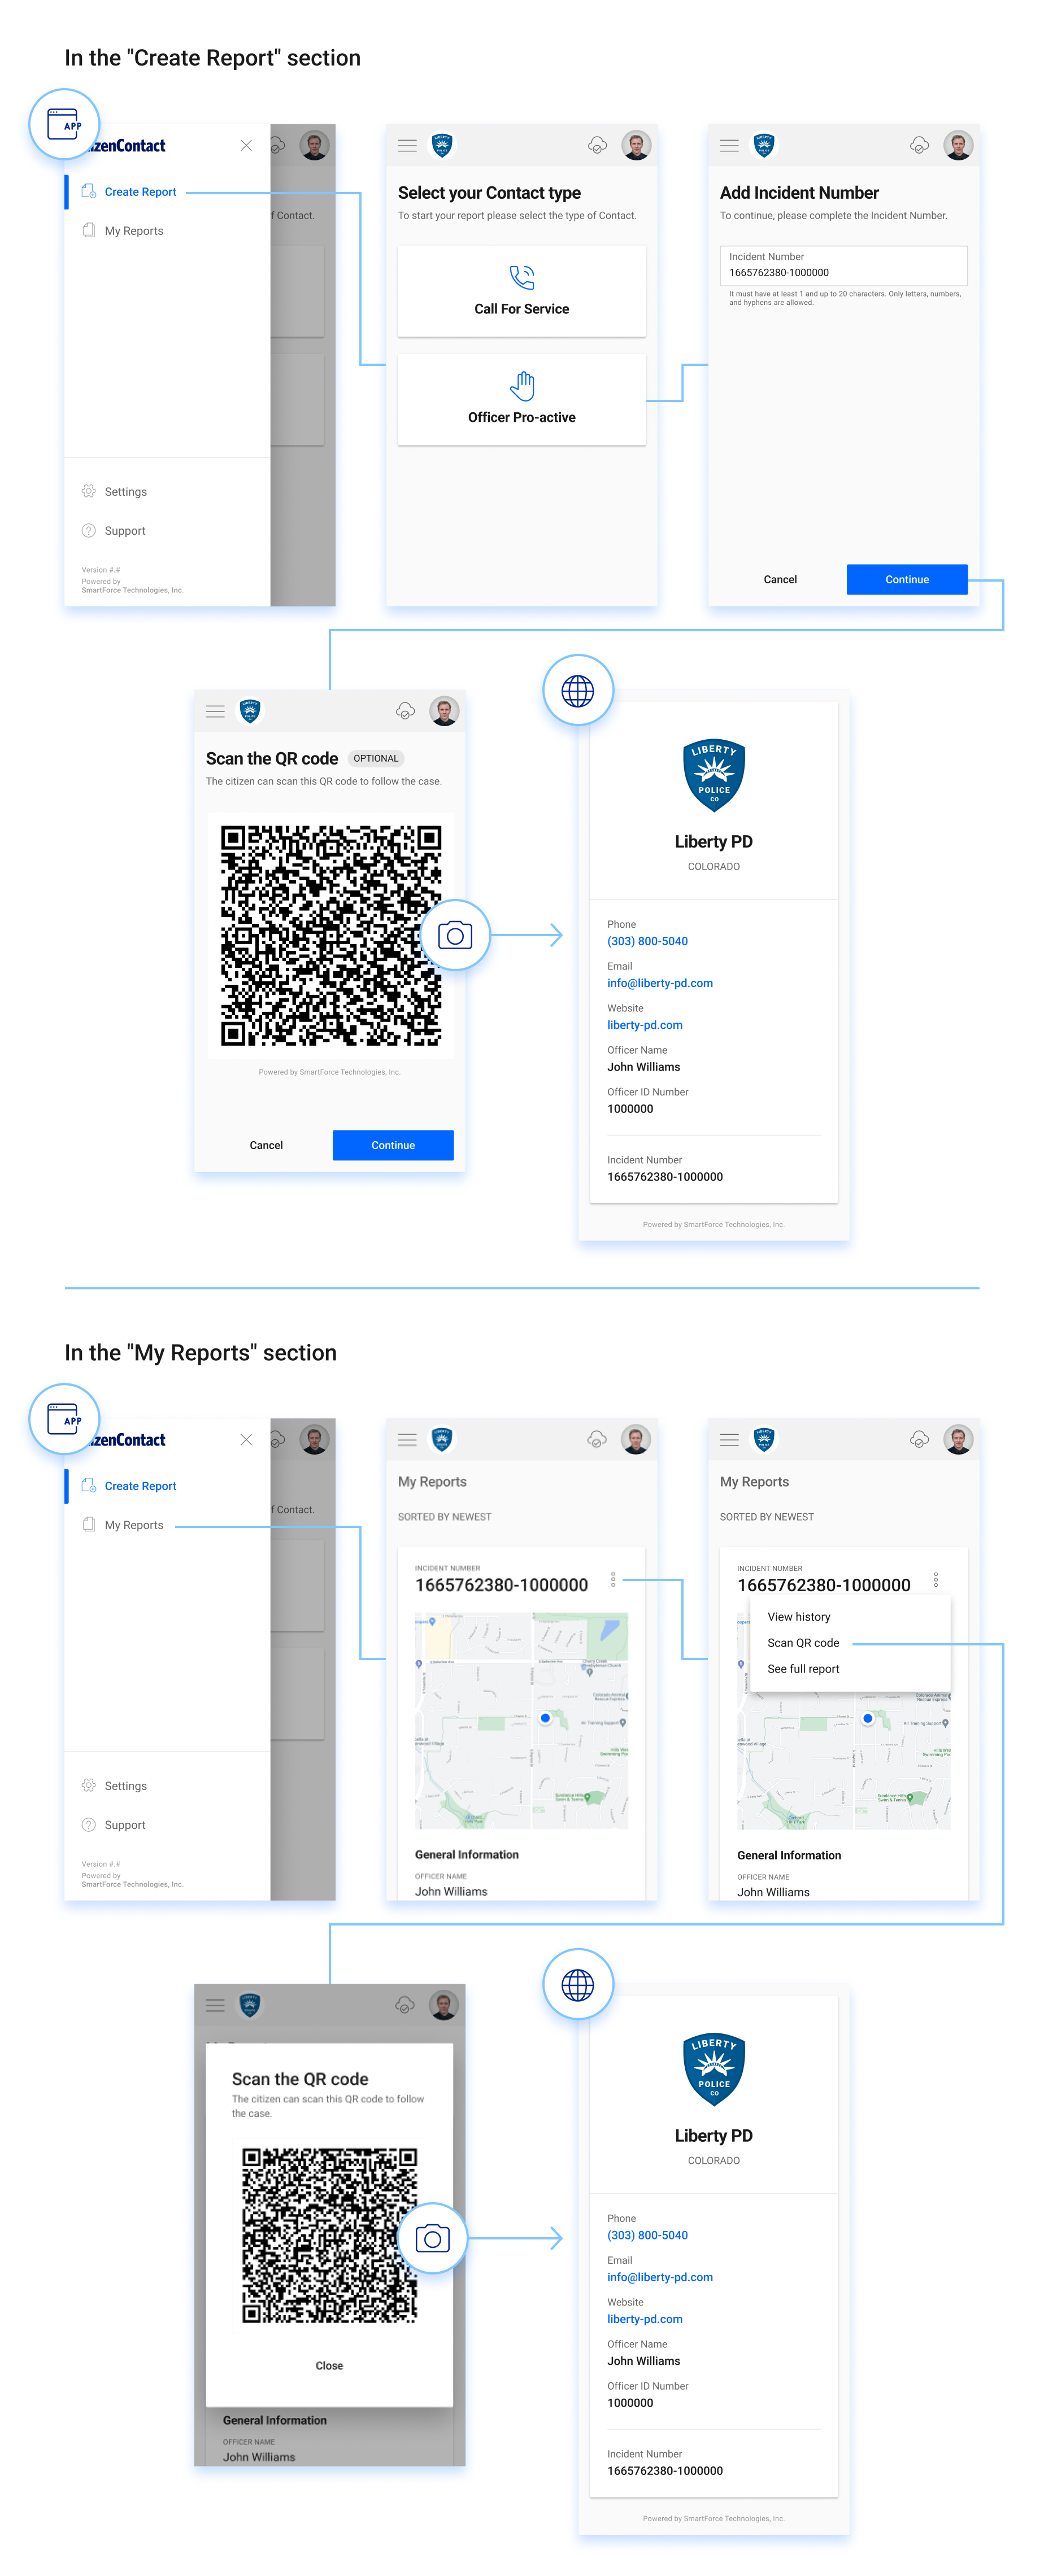 In the "Create Report" section
APP
zenContact
Create Report
My Reports
f Contact.
Settings
Support
Version #.#
Powered by
SmartForce Technologies, Inc.
LIBERTY
Select your Contact type
To start your report please select the type of Contact.
Call For Service
Officer Pro-active
LIBERTY
Add Incident Number
To continue, please complete the Incident Number.
Incident Number
1665762380-1000000
It must have at least 1 and up to 20 characters. Only letters, numbers,
and hyphens are allowed.
Cancel
Continue
LIBERTY
Scan the QR code
OPTIONAL
The citizen can scan this QR code to follow the case.
Powered by SmartForce Technologies, Inc.
Cancel
Continue
LIBERTY
POLICE
CO
Liberty PD
COLORADO
Phone
(303) 800-5040
Email
info@liberty-pd.com
Website
liberty-pd.com
Officer Name
John Williams
Officer ID Number
1000000
Incident Number
1665762380-1000000
Powered by SmartForce Technologies, Inc.
In the "My Reports" section
APP
zenContact
Create Report
My Reports
f Contact.
Settings
Support
Version #.#
Powered by
SmartForce Technologies, Inc.
My Reports
SORTED BY NEWEST
INCIDENT NUMBER
1665762380-1000000
General Information
OFFICER NAME
John Williams
My Reports
SORTED BY NEWEST
INCIDENT NUMBER
1665762380-1000000
View history
Scan QR code
See full report
General Information
OFFICER NAME
John Williams
Scan the QR code
The citizen can scan this QR code to follow
the case.
Close
General Information
OFFICER NAME
John Williams
LIBERTY
POLICE
CO
Liberty PD
COLORADO
Phone
(303) 800-5040
Email
info@liberty-pd.com
Website
liberty-pd.com
Officer Name
John Williams
Officer ID Number
1000000
Incident Number
1665762380-1000000
Powered by SmartForce Technologies, Inc.